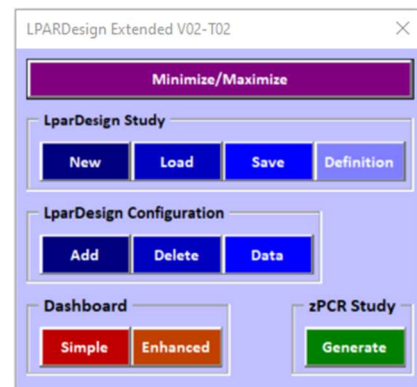 LPARDesign Extended V02-T02
Minimize/Maximize
LparDesign Study
New Load Save Definition
LparDesign Configuration
Add Delete Data
Dashboard zPCR Study
Simple Enhanced Generate